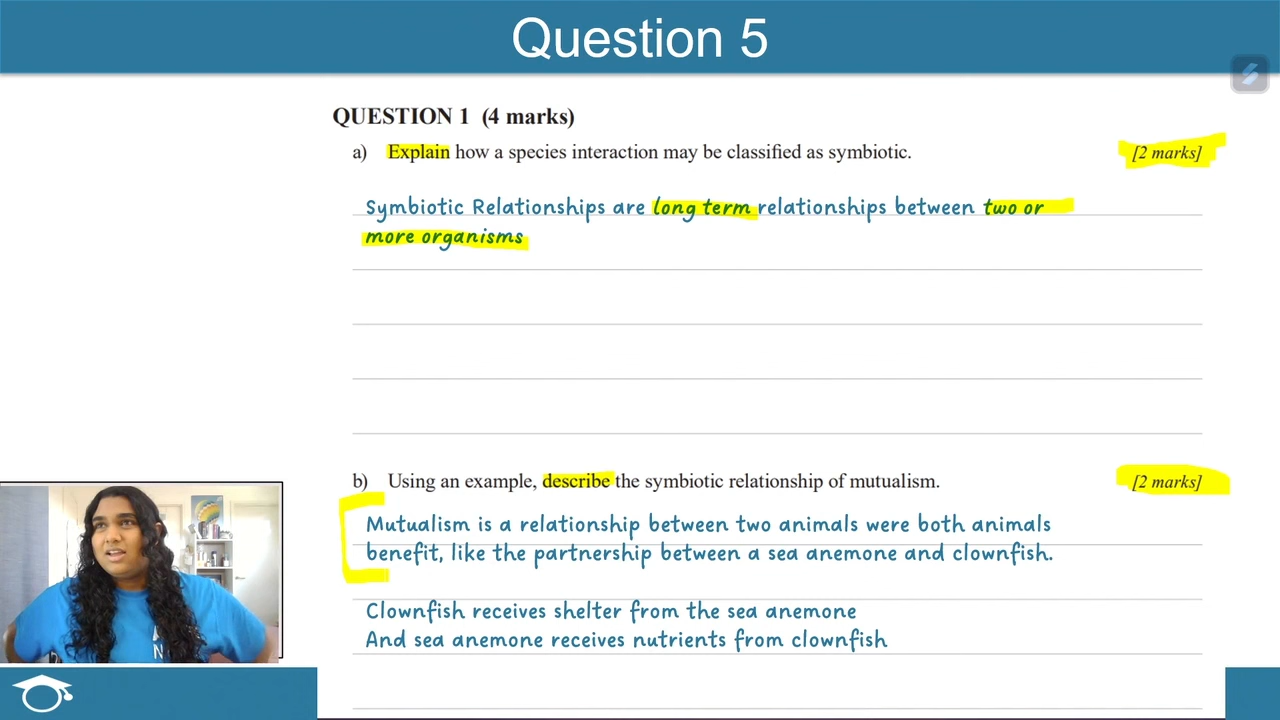 Question 5
QUESTION 1 (4 marks)
a) Explain how a species interaction may be classified as symbiotic. [2 marks]
Symbiotic Relationships are long term relationships between two or
more organisms
b) Using an example, describe the symbiotic relationship of mutualism. [2 marks]
Mutualism is a relationship between two animals were both animals
benefit, like the partnership between a sea anemone and clownfish.
Clownfish receives shelter from the sea anemone
And sea anemone receives nutrients from clownfish